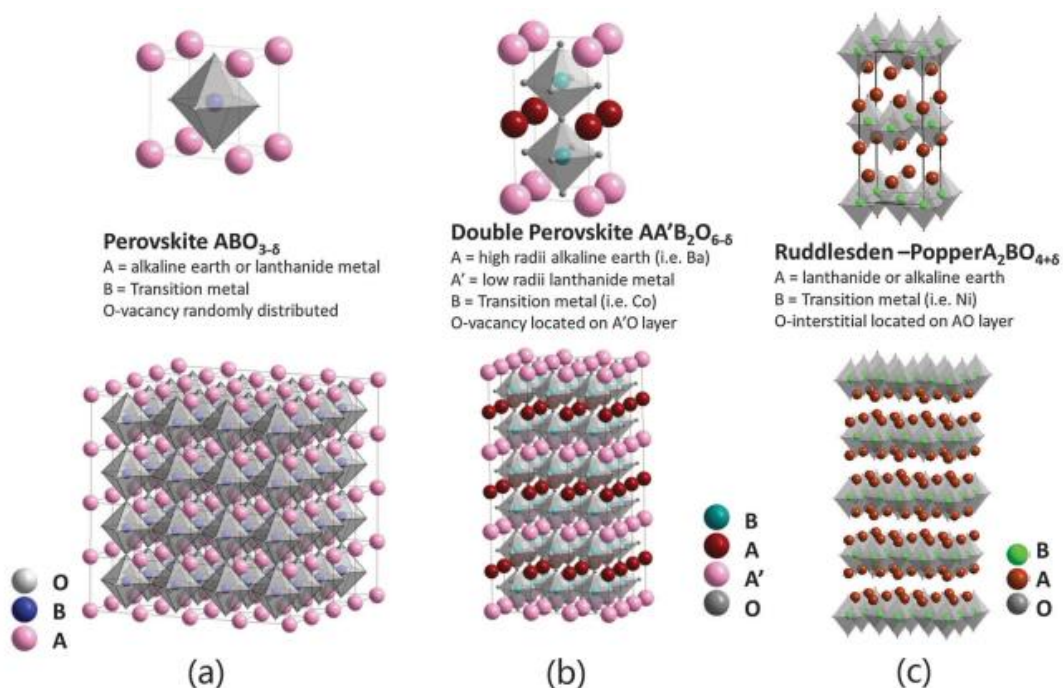 Perovskite ABO3-δ
A = alkaline earth or lanthanide metal
B = Transition metal
O-vacancy randomly distributed
Double Perovskite AA’B2O6-δ
A = high radii alkaline earth (i.e. Ba)
A’ = low radii lanthanide metal
B = Transition metal (i.e. Co)
O-vacancy located on A’O layer
Ruddlesden –PopperA2BO4+δ
A = lanthanide or alkaline earth
B = Transition metal (i.e. Ni)
O-interstitial located on AO layer
O
B
A
B
A
A’
O
B
A
O
(a)
(b)
(c)